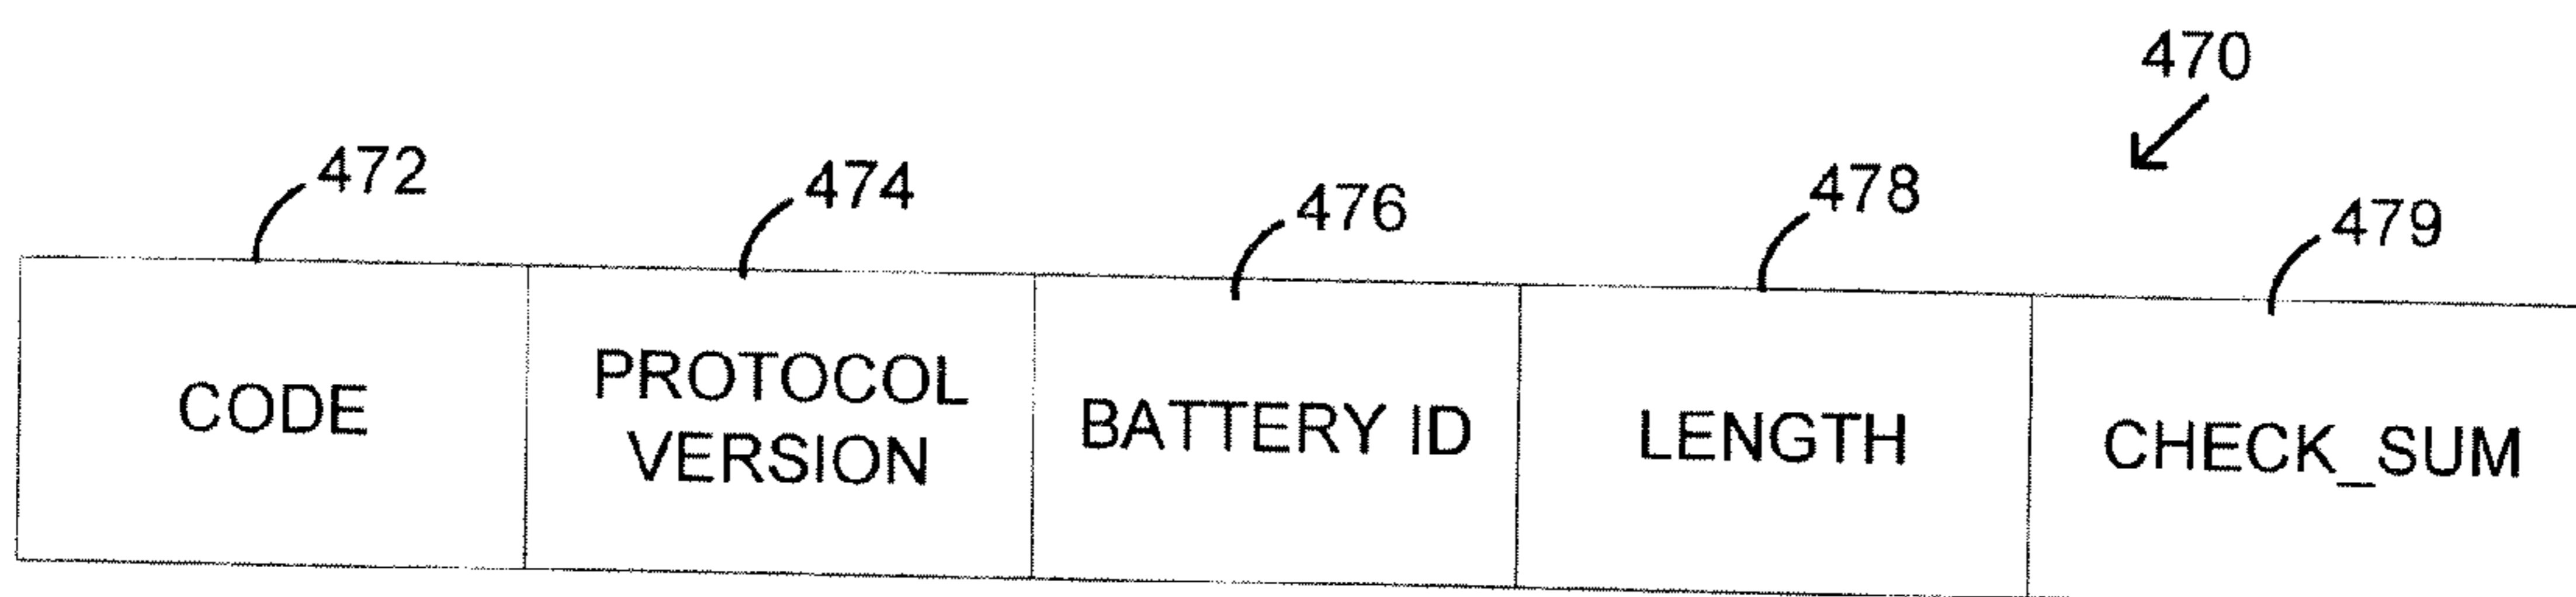 470
472
474
476
478
479
CODE
PROTOCOL
VERSION
BATTERY ID
LENGTH
CHECK_SUM